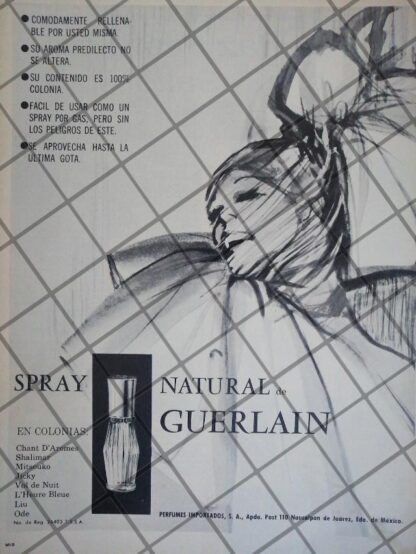 ● COMODAMENTE RELLENA-
BLE POR USTED MISMA.
● SU AROMA PREDILECTO NO
SE ALTERA.
● SU CONTENIDO ES 100%
COLONIA.
● FACIL DE USAR COMO UN
SPRAY POR GAS, PERO SIN
LOS PELIGROS DE ESTE.
● SE APROVECHA HASTA LA
ULTIMA GOTA.
SPRAY NATURAL de
GUERLAIN
EN COLONIAS:
Chant D'Aromes
Shalimar
Mitsouko
Jicky
Vol de Nuit
L'Heure Bleue
Liu
Ode
No. de Reg. "S.S.A."
PERFUMES IMPORTADOS, S. A., Apdo. Post 110 Naucalpan de Juarez, Edo. de México.